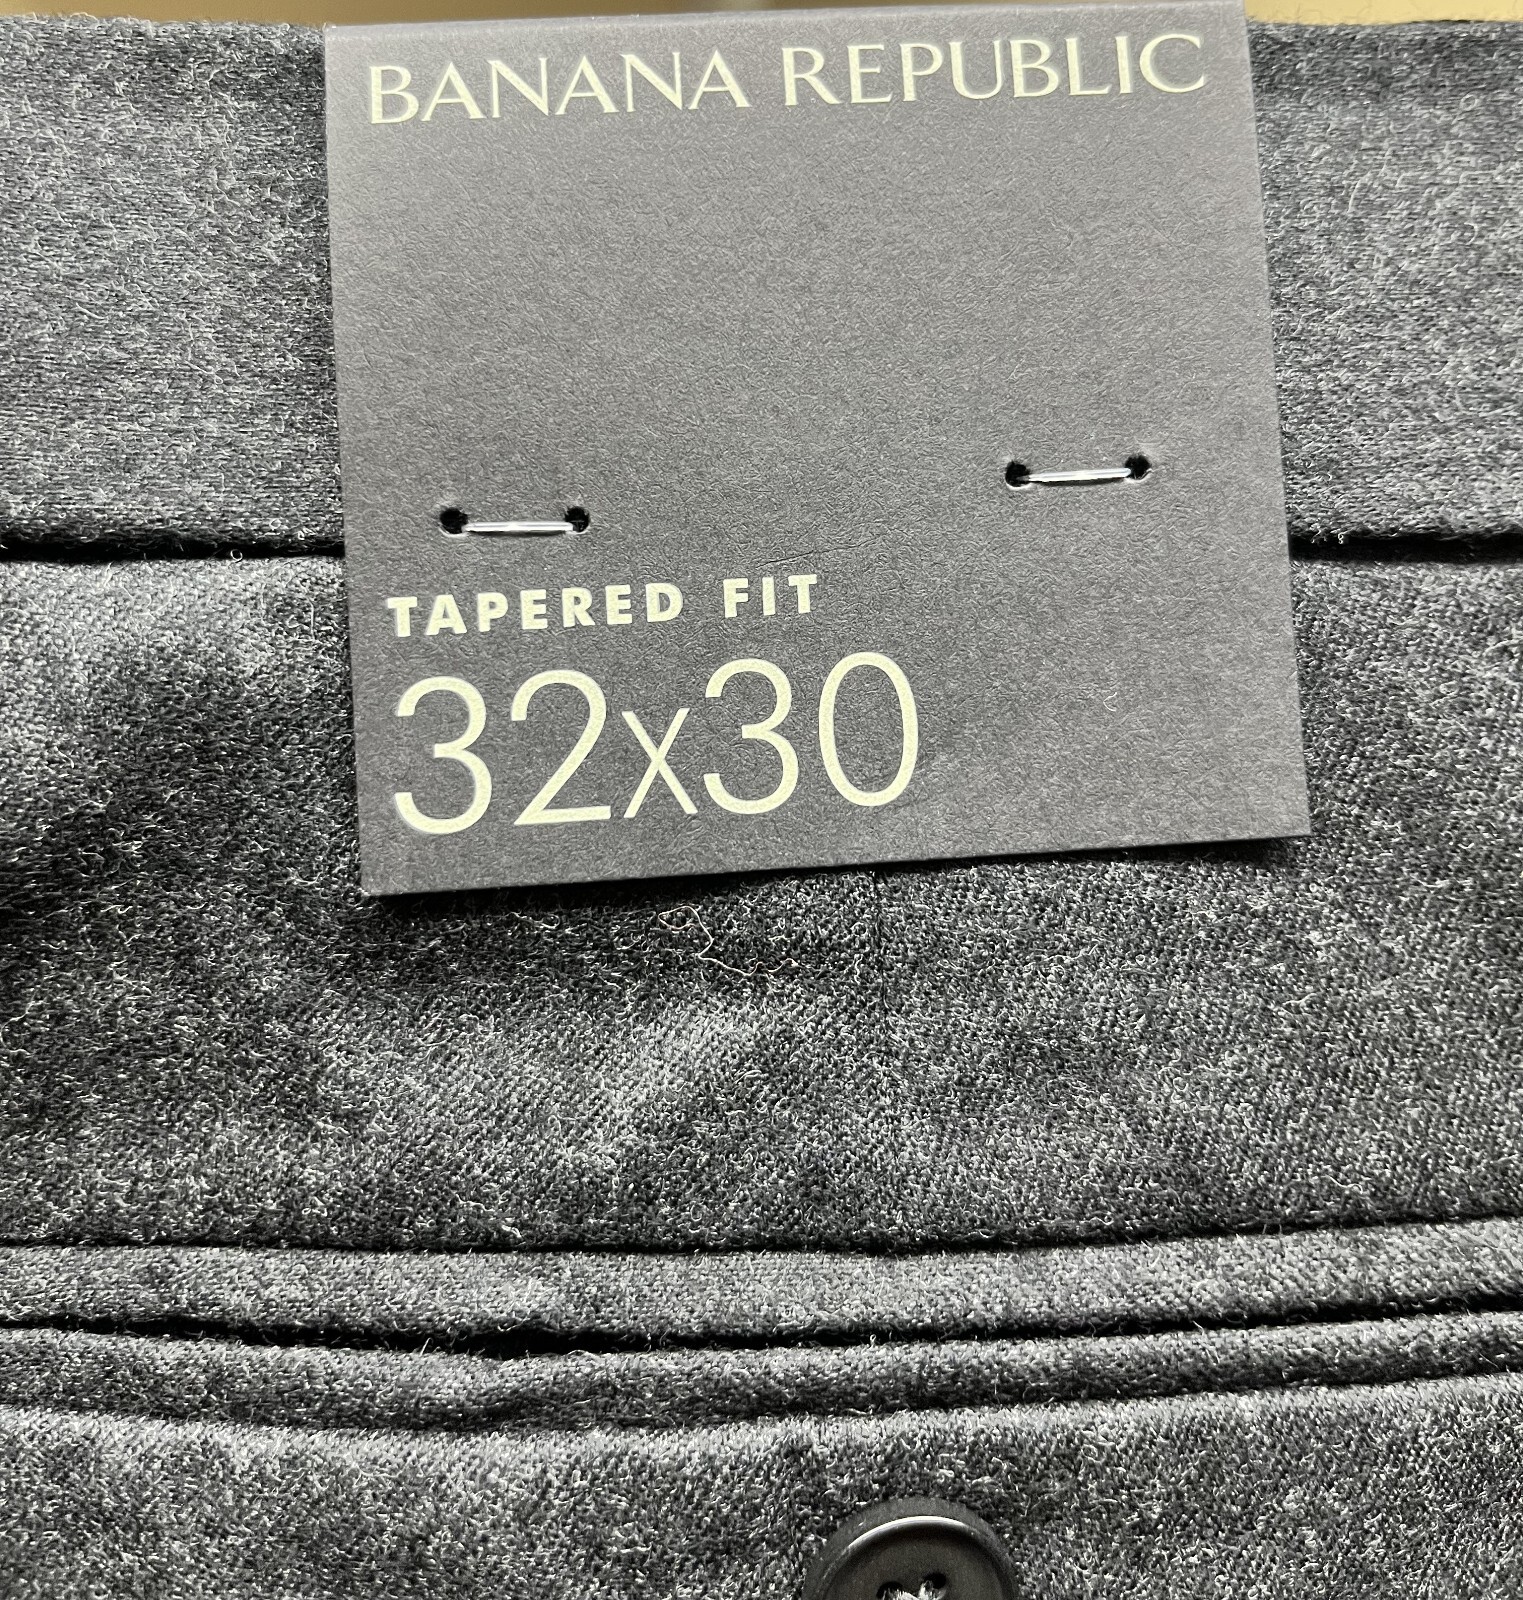 BANANA REPUBLIC
TAPERED FIT
32x30